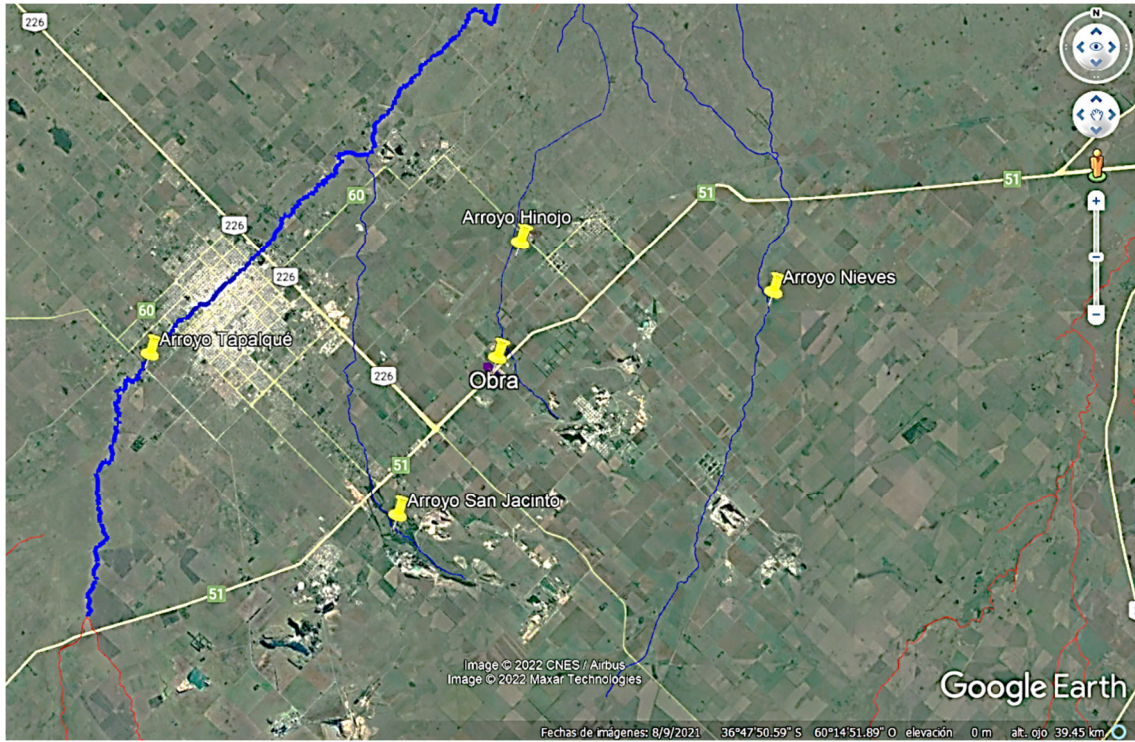 226
N
51
51
60
226
Arroyo Hinojo
226
Arroyo Nieves
60
Arroyo Tapalqué
226
Obra
51
Arroyo San Jacinto
51
Image © 2022 CNES / Airbus
Image © 2022 Maxar Technologies
Google Earth
Fechas de imágenes: 8/9/2021 36°47'50.59" S 60°14'51.89" O elevación 0 m alt. ojo 39.45 km